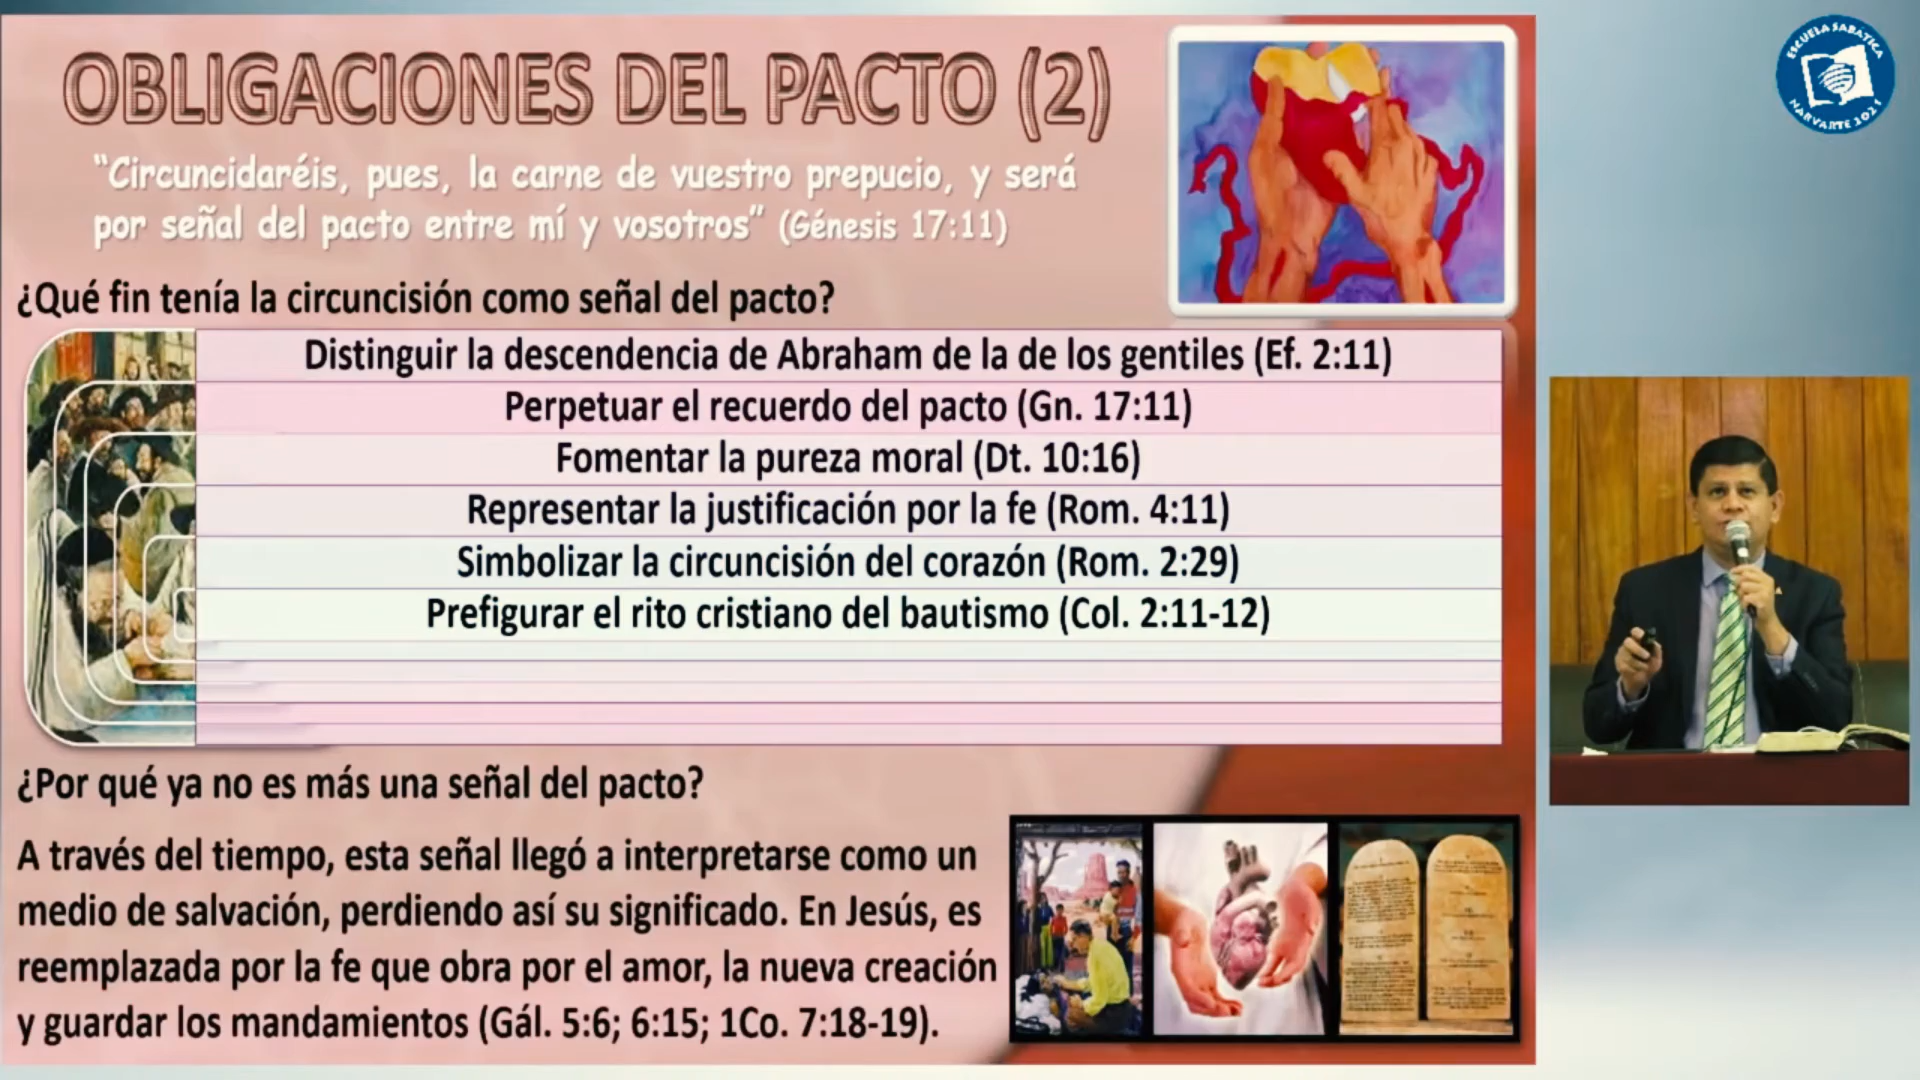 OBLIGACIONES DEL PACTO (2)
“Circuncidaréis, pues, la carne de vuestro prepucio, y será
por señal del pacto entre mí y vosotros” (Génesis 17:11)
¿Qué fin tenía la circuncisión como señal del pacto?
Distinguir la descendencia de Abraham de la de los gentiles (Ef. 2:11)
Perpetuar el recuerdo del pacto (Gn. 17:11)
Fomentar la pureza moral (Dt. 10:16)
Representar la justificación por la fe (Rom. 4:11)
Simbolizar la circuncisión del corazón (Rom. 2:29)
Prefigurar el rito cristiano del bautismo (Col. 2:11-12)
¿Por qué ya no es más una señal del pacto?
A través del tiempo, esta señal llegó a interpretarse como un
medio de salvación, perdiendo así su significado. En Jesús, es
reemplazada por la fe que obra por el amor, la nueva creación
y guardar los mandamientos (Gál. 5:6; 6:15; 1Co. 7:18-19).
ESCUELA SABÁTICA
NARVARTE 2021